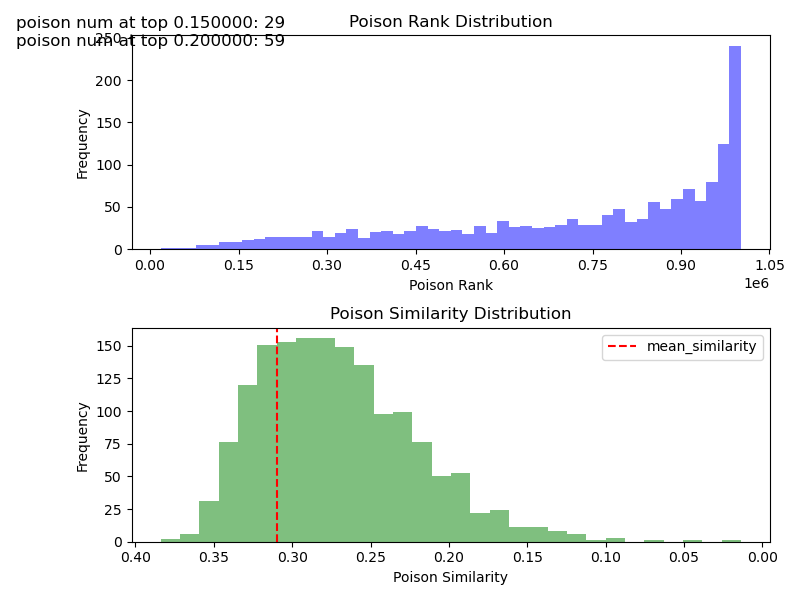 poison num at top 0.150000: 29
poison num at top 0.200000: 59
Poison Rank Distribution
250
200
150
100
50
0
Frequency
0.00 0.15 0.30 0.45 0.60 0.75 0.90 1.05
1e6
Poison Rank
Poison Similarity Distribution
mean_similarity
150
125
100
75
50
25
0
Frequency
0.40 0.35 0.30 0.25 0.20 0.15 0.10 0.05 0.00
Poison Similarity